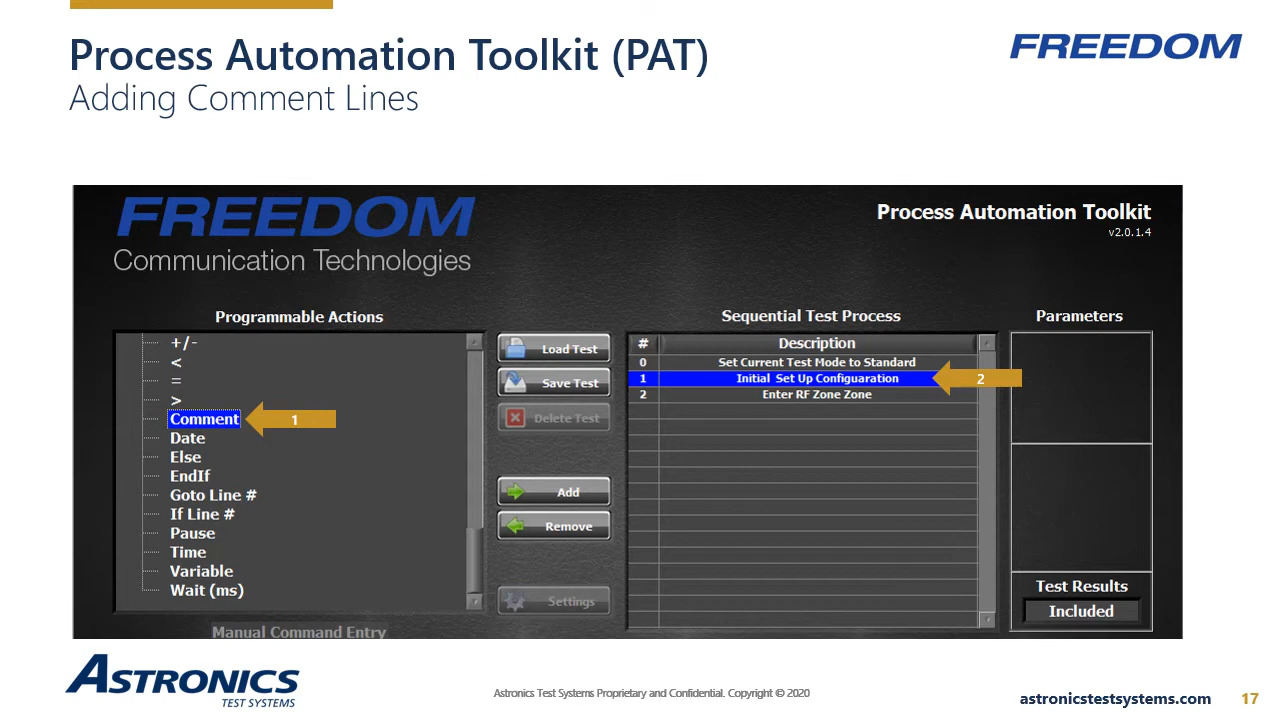 Process Automation Toolkit (PAT)
FREEDOM
Adding Comment Lines
FREEDOM
Communication Technologies
Process Automation Toolkit
v2.0.1.4
Programmable Actions
+/-
<
=
>
Comment
1
Date
Else
EndIf
Goto Line #
If Line #
Pause
Time
Variable
Wait (ms)
Manual Command Entry
Load Test
Save Test
Delete Test
Add
Remove
Settings
Sequential Test Process
# Description
0 Set Current Test Mode to Standard
1 Initial Set Up Configuaration
2
2 Enter RF Zone Zone
Parameters
Test Results
Included
ASTRONICS
TEST SYSTEMS
Astronics Test Systems Proprietary and Confidential. Copyright © 2020
astronicstestsystems.com 17